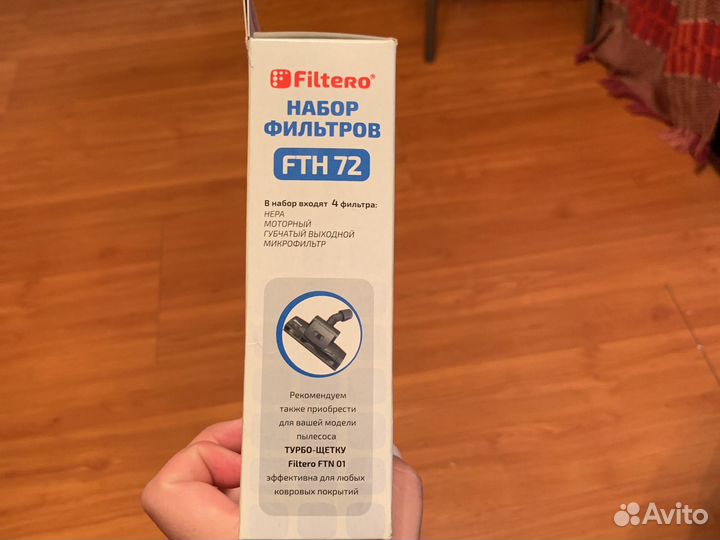 Filtero®
НАБОР
ФИЛЬТРОВ
FTH 72
В набор входят 4 фильтра:
HEPA
МОТОРНЫЙ
ГУБЧАТЫЙ ВЫХОДНОЙ
МИКРОФИЛЬТР
Рекомендуем
также приобрести
для вашей модели
пылесоса
ТУРБО-ЩЕТКУ
Filtero FTN 01
эффективна для любых
ковровых покрытий
Avito